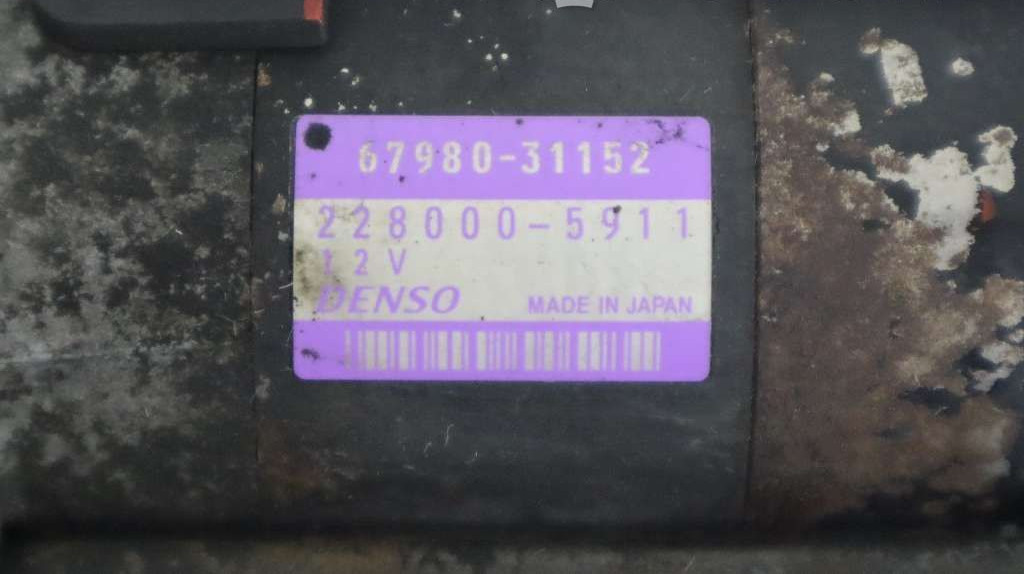 67980-31152
228000-5911
12V
DENSO MADE IN JAPAN